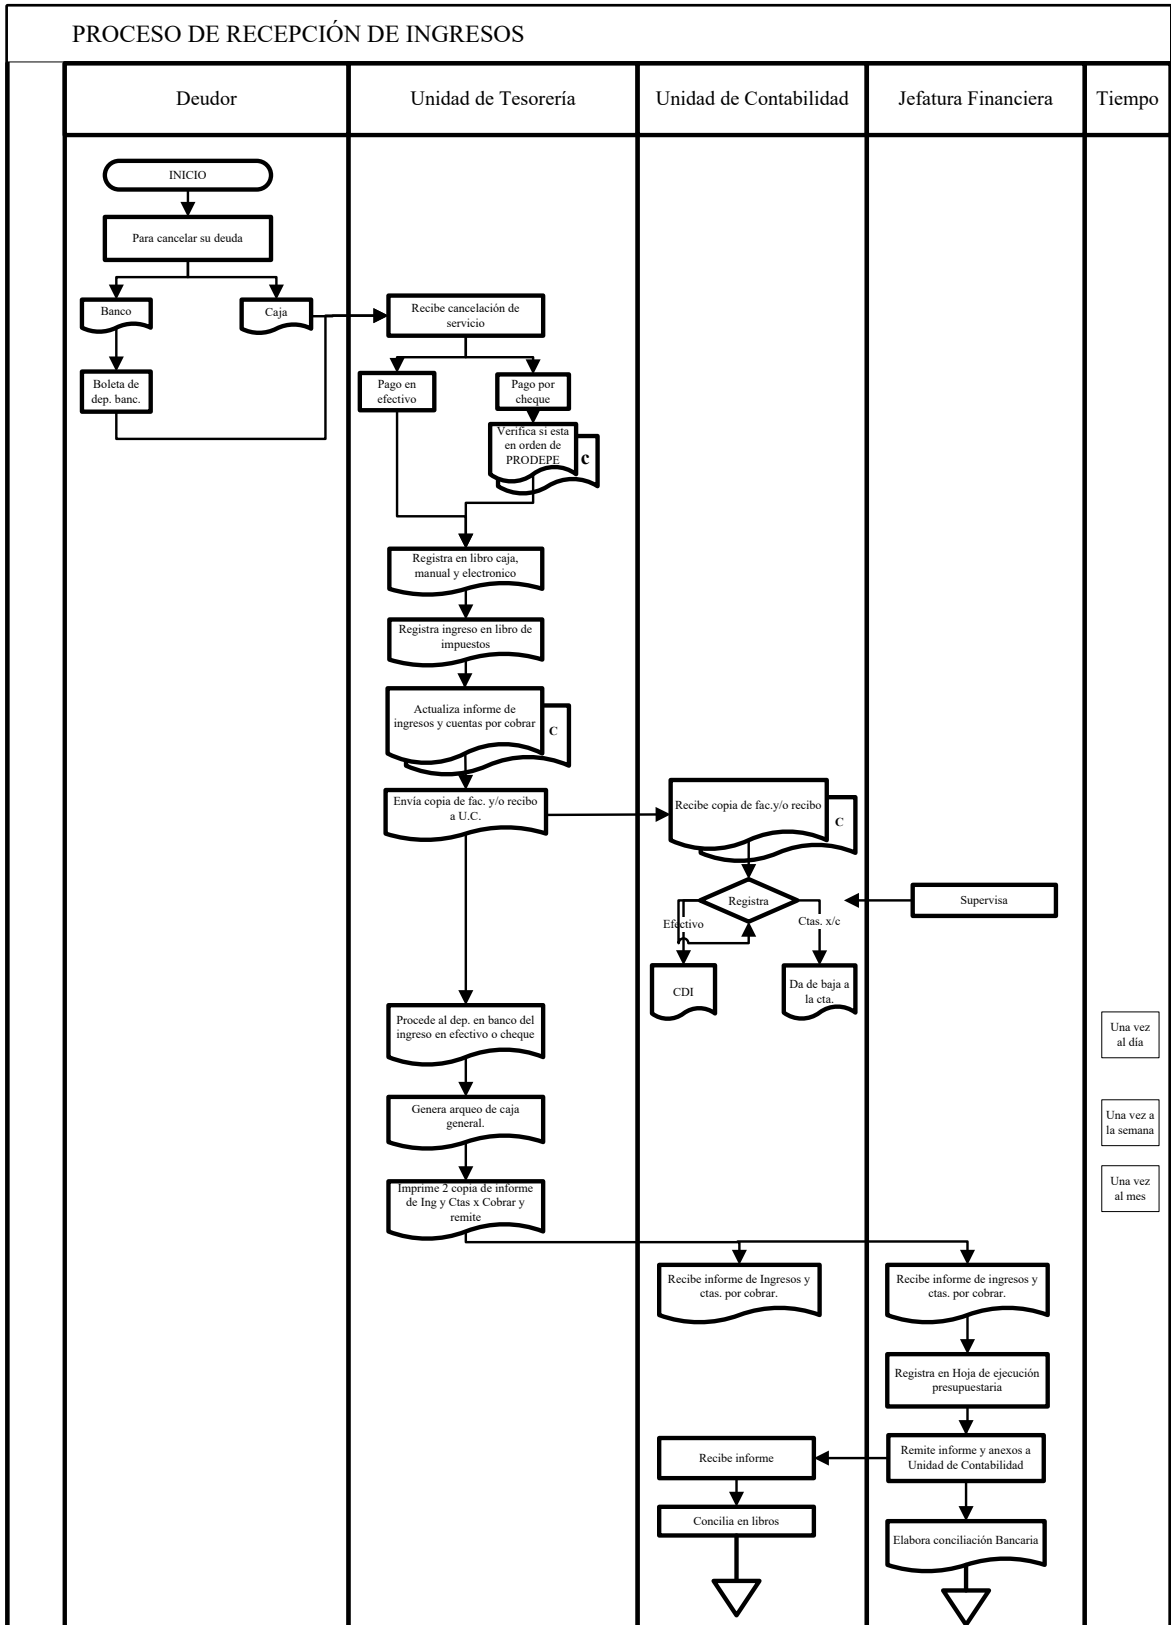 PROCESO DE RECEPCIÓN DE INGRESOS
Deudor
Unidad de Tesorería
Unidad de Contabilidad
Jefatura Financiera
Tiempo
INICIO
Para cancelar su deuda
Banco
Caja
Recibe cancelación de
servicio
Boleta de
dep. banc.
Pago en
efectivo
Pago por
cheque
Verifica si esta
en orden de
PRODEPE
c
Registra en libro caja,
manual y electronico
Registra ingreso en libro de
impuestos
Actualiza informe de
ingresos y cuentas por cobrar
C
Envía copia de fac. y/o recibo
a U.C.
Recibe copia de fac.y/o recibo
C
Registra
Supervisa
Efectivo
Ctas. x/c
CDI
Da de baja a
la cta.
Procede al dep. en banco del
ingreso en efectivo o cheque
Una vez
al día
Genera arqueo de caja
general.
Una vez a
la semana
Imprime 2 copia de informe
de Ing y Ctas x Cobrar y
remite
Una vez
al mes
Recibe informe de Ingresos y
ctas. por cobrar.
Recibe informe de ingresos y
ctas. por cobrar.
Registra en Hoja de ejecución
presupuestaria
Recibe informe
Remite informe y anexos a
Unidad de Contabilidad
Concilia en libros
Elabora conciliación Bancaria